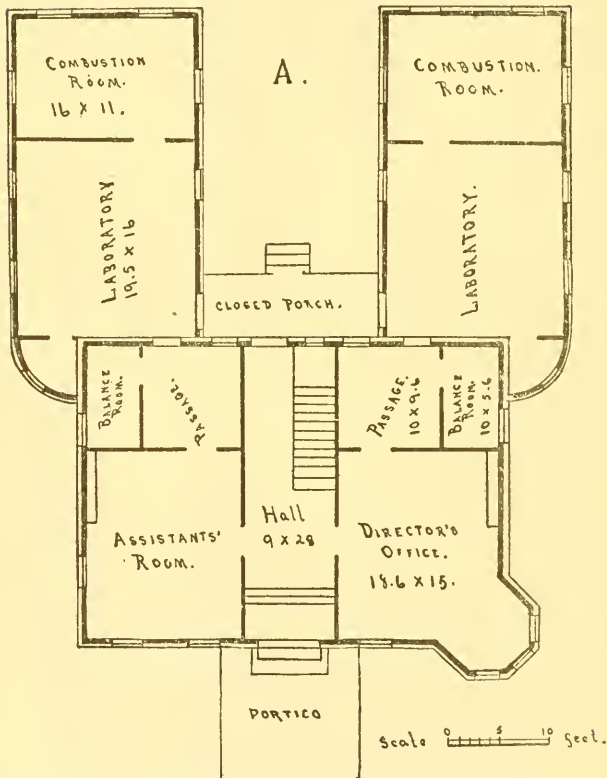 A.
COMBUSTION
ROOM.
16 X 11.
COMBUSTION.
ROOM.
LABORATORY
19.5 X 16
LABORATORY.
CLOSED PORCH.
BALANCE
ROOM.
PASSAGE.
PASSAGE.
10 X 9.6
BALANCE
ROOM.
10 X 5.6
ASSISTANTS'
ROOM.
Hall
9 X 28
DIRECTOR'S
OFFICE.
18.6 X 15.
PORTICO
Scale 0 5 10 feet.